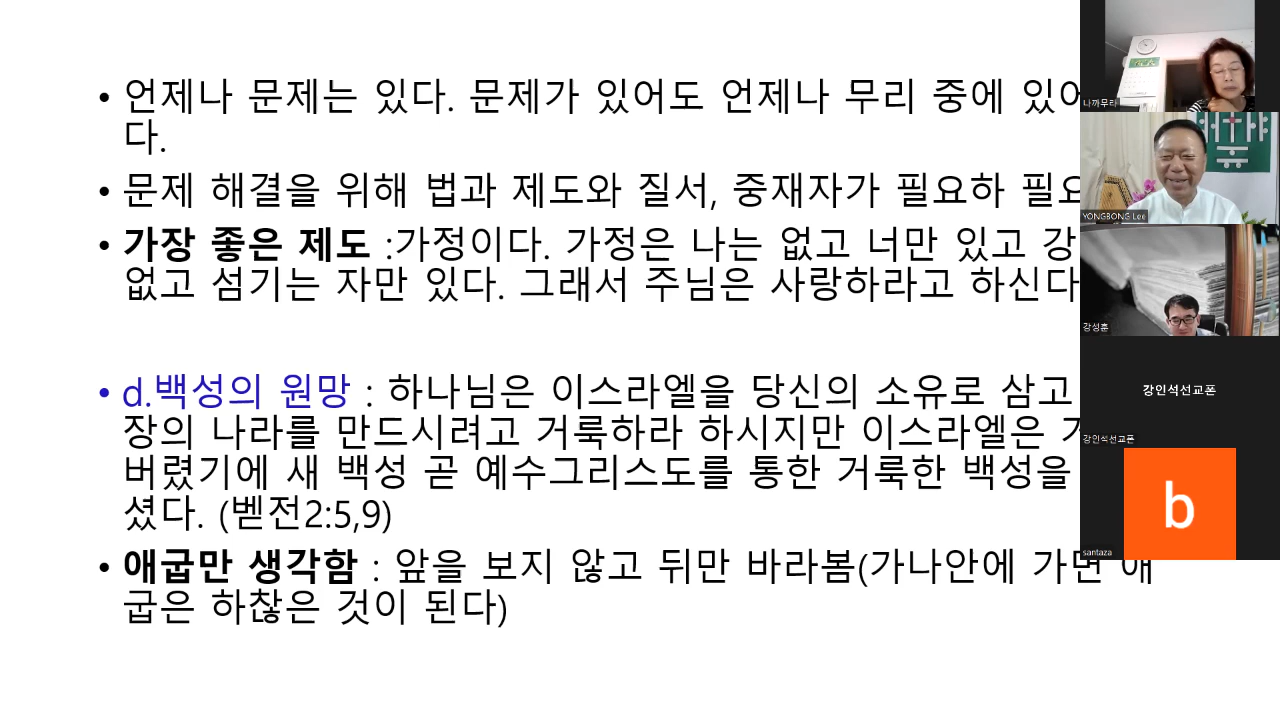 • 언제나 문제는 있다. 문제가 있어도 언제나 무리 중에 있어
다.
• 문제 해결을 위해 법과 제도와 질서, 중재자가 필요하 필요
• 가장 좋은 제도 :가정이다. 가정은 나는 없고 너만 있고 강
없고 섬기는 자만 있다. 그래서 주님은 사랑하라고 하신다
• d.백성의 원망 : 하나님은 이스라엘을 당신의 소유로 삼고
장의 나라를 만드시려고 거룩하라 하시지만 이스라엘은
버렸기에 새 백성 곧 예수그리스도를 통한 거룩한 백성을
셨다. (벧전2:5,9)
• 애굽만 생각함 : 앞을 보지 않고 뒤만 바라봄(가나안에 가면 애
굽은 하찮은 것이 된다)
나까무라
YONGBONG Lee
강성훈
강인석선교폰
강인석선교폰
b
santaza